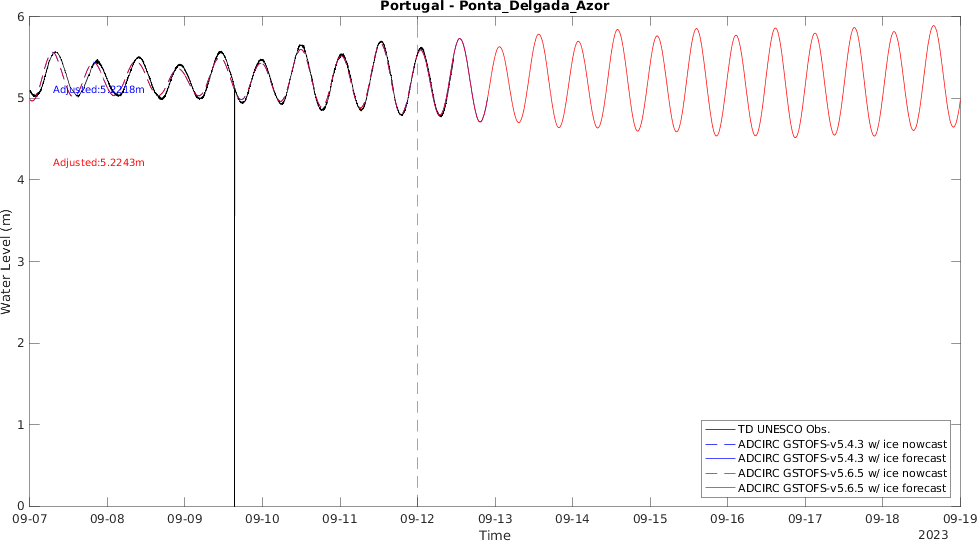 Portugal - Ponta_Delgada_Azor
Water Level (m)
6
5
4
3
2
1
0
Adjusted:5.2218m
Adjusted:5.2243m
TD UNESCO Obs.
ADCIRC GSTOFS-v5.4.3 w/ ice nowcast
ADCIRC GSTOFS-v5.4.3 w/ ice forecast
ADCIRC GSTOFS-v5.6.5 w/ ice nowcast
ADCIRC GSTOFS-v5.6.5 w/ ice forecast
09-07 09-08 09-09 09-10 09-11 09-12 09-13 09-14 09-15 09-16 09-17 09-18 09-19
Time
2023